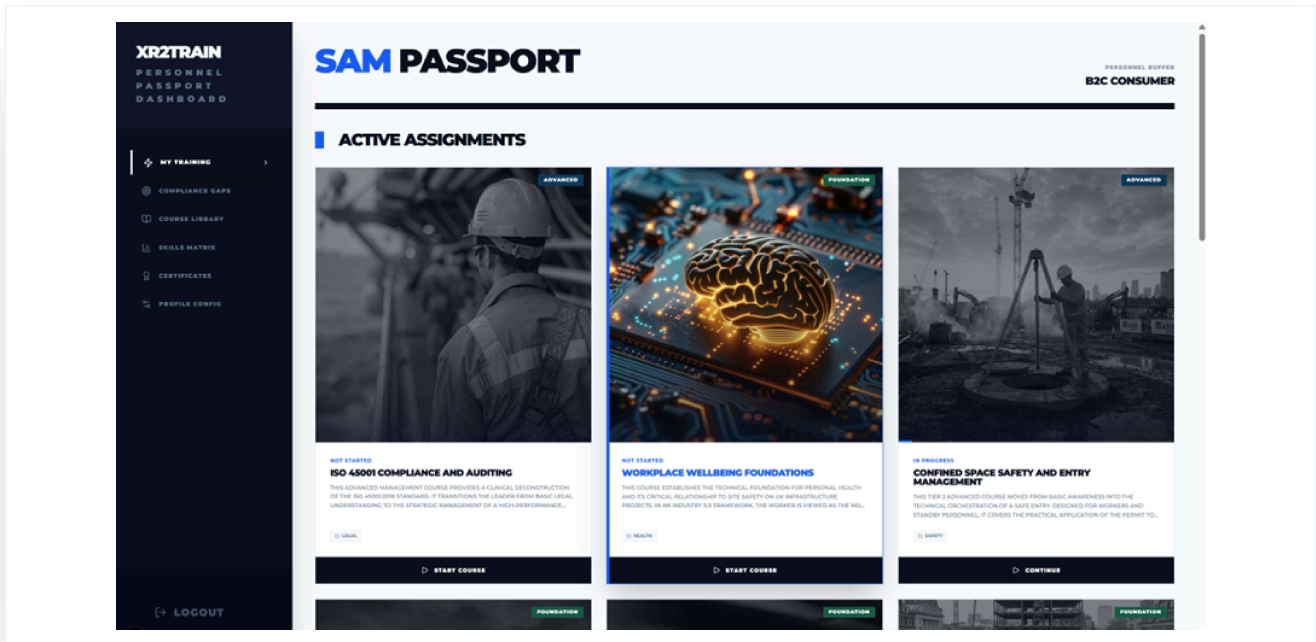 XR2TRAIN
PERSONNEL
PASSPORT
DASHBOARD
MY TRAINING
COMPLIANCE GAPS
COURSE LIBRARY
SKILLS MATRIX
CERTIFICATES
PROFILE CONFIG
LOGOUT
SAM PASSPORT
PERSONNEL BUFFER
B2C CONSUMER
ACTIVE ASSIGNMENTS
ADVANCED
NOT STARTED
ISO 45001 COMPLIANCE AND AUDITING
THIS ADVANCED MANAGEMENT COURSE PROVIDES A CLINICAL DECONSTRUCTION
OF THE ISO 45001:2018 STANDARD. IT TRANSITIONS THE LEADER FROM BASIC LEGAL
UNDERSTANDING TO THE STRATEGIC MANAGEMENT OF A HIGH-PERFORMANCE...
LEGAL
START COURSE
FOUNDATION
NOT STARTED
WORKPLACE WELLBEING FOUNDATIONS
THIS COURSE ESTABLISHES THE TECHNICAL FOUNDATION FOR PERSONAL HEALTH
AND ITS CRITICAL RELATIONSHIP TO SITE SAFETY ON UK INFRASTRUCTURE
PROJECTS. IN AN INDUSTRY 5.0 FRAMEWORK, THE WORKER IS VIEWED AS THE MO...
HEALTH
START COURSE
ADVANCED
IN PROGRESS
CONFINED SPACE SAFETY AND ENTRY
MANAGEMENT
THIS TIER 2 ADVANCED COURSE MOVES FROM BASIC AWARENESS INTO THE
TECHNICAL ORCHESTRATION OF A SAFE ENTRY. DESIGNED FOR WORKERS AND
STANDBY PERSONNEL, IT COVERS THE PRACTICAL APPLICATION OF THE PERMIT TO...
SAFETY
CONTINUE
FOUNDATION
FOUNDATION
FOUNDATION